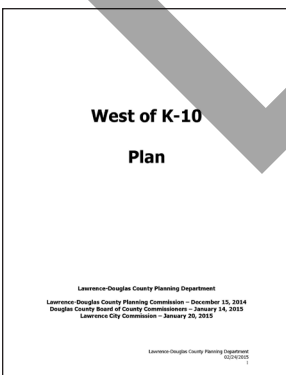 West of K-10
Plan
Lawrence-Douglas County Planning Department
Lawrence-Douglas County Planning Commission – December 15, 2014
Douglas County Board of County Commissioners – January 14, 2015
Lawrence City Commission – January 20, 2015
Lawrence-Douglas County Planning Department
02/24/2015
1